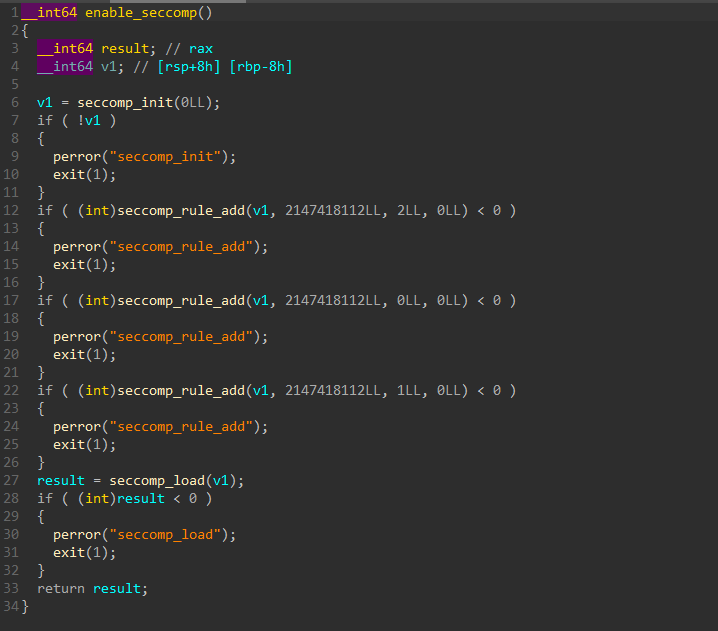 1 __int64 enable_seccomp()
2 {
3 __int64 result; // rax
4 __int64 v1; // [rsp+8h] [rbp-8h]
5
6 v1 = seccomp_init(0LL);
7 if ( !v1 )
8 {
9 perror("seccomp_init");
10 exit(1);
11 }
12 if ( (int)seccomp_rule_add(v1, 2147418112LL, 2LL, 0LL) < 0 )
13 {
14 perror("seccomp_rule_add");
15 exit(1);
16 }
17 if ( (int)seccomp_rule_add(v1, 2147418112LL, 0LL, 0LL) < 0 )
18 {
19 perror("seccomp_rule_add");
20 exit(1);
21 }
22 if ( (int)seccomp_rule_add(v1, 2147418112LL, 1LL, 0LL) < 0 )
23 {
24 perror("seccomp_rule_add");
25 exit(1);
26 }
27 result = seccomp_load(v1);
28 if ( (int)result < 0 )
29 {
30 perror("seccomp_load");
31 exit(1);
32 }
33 return result;
34 }